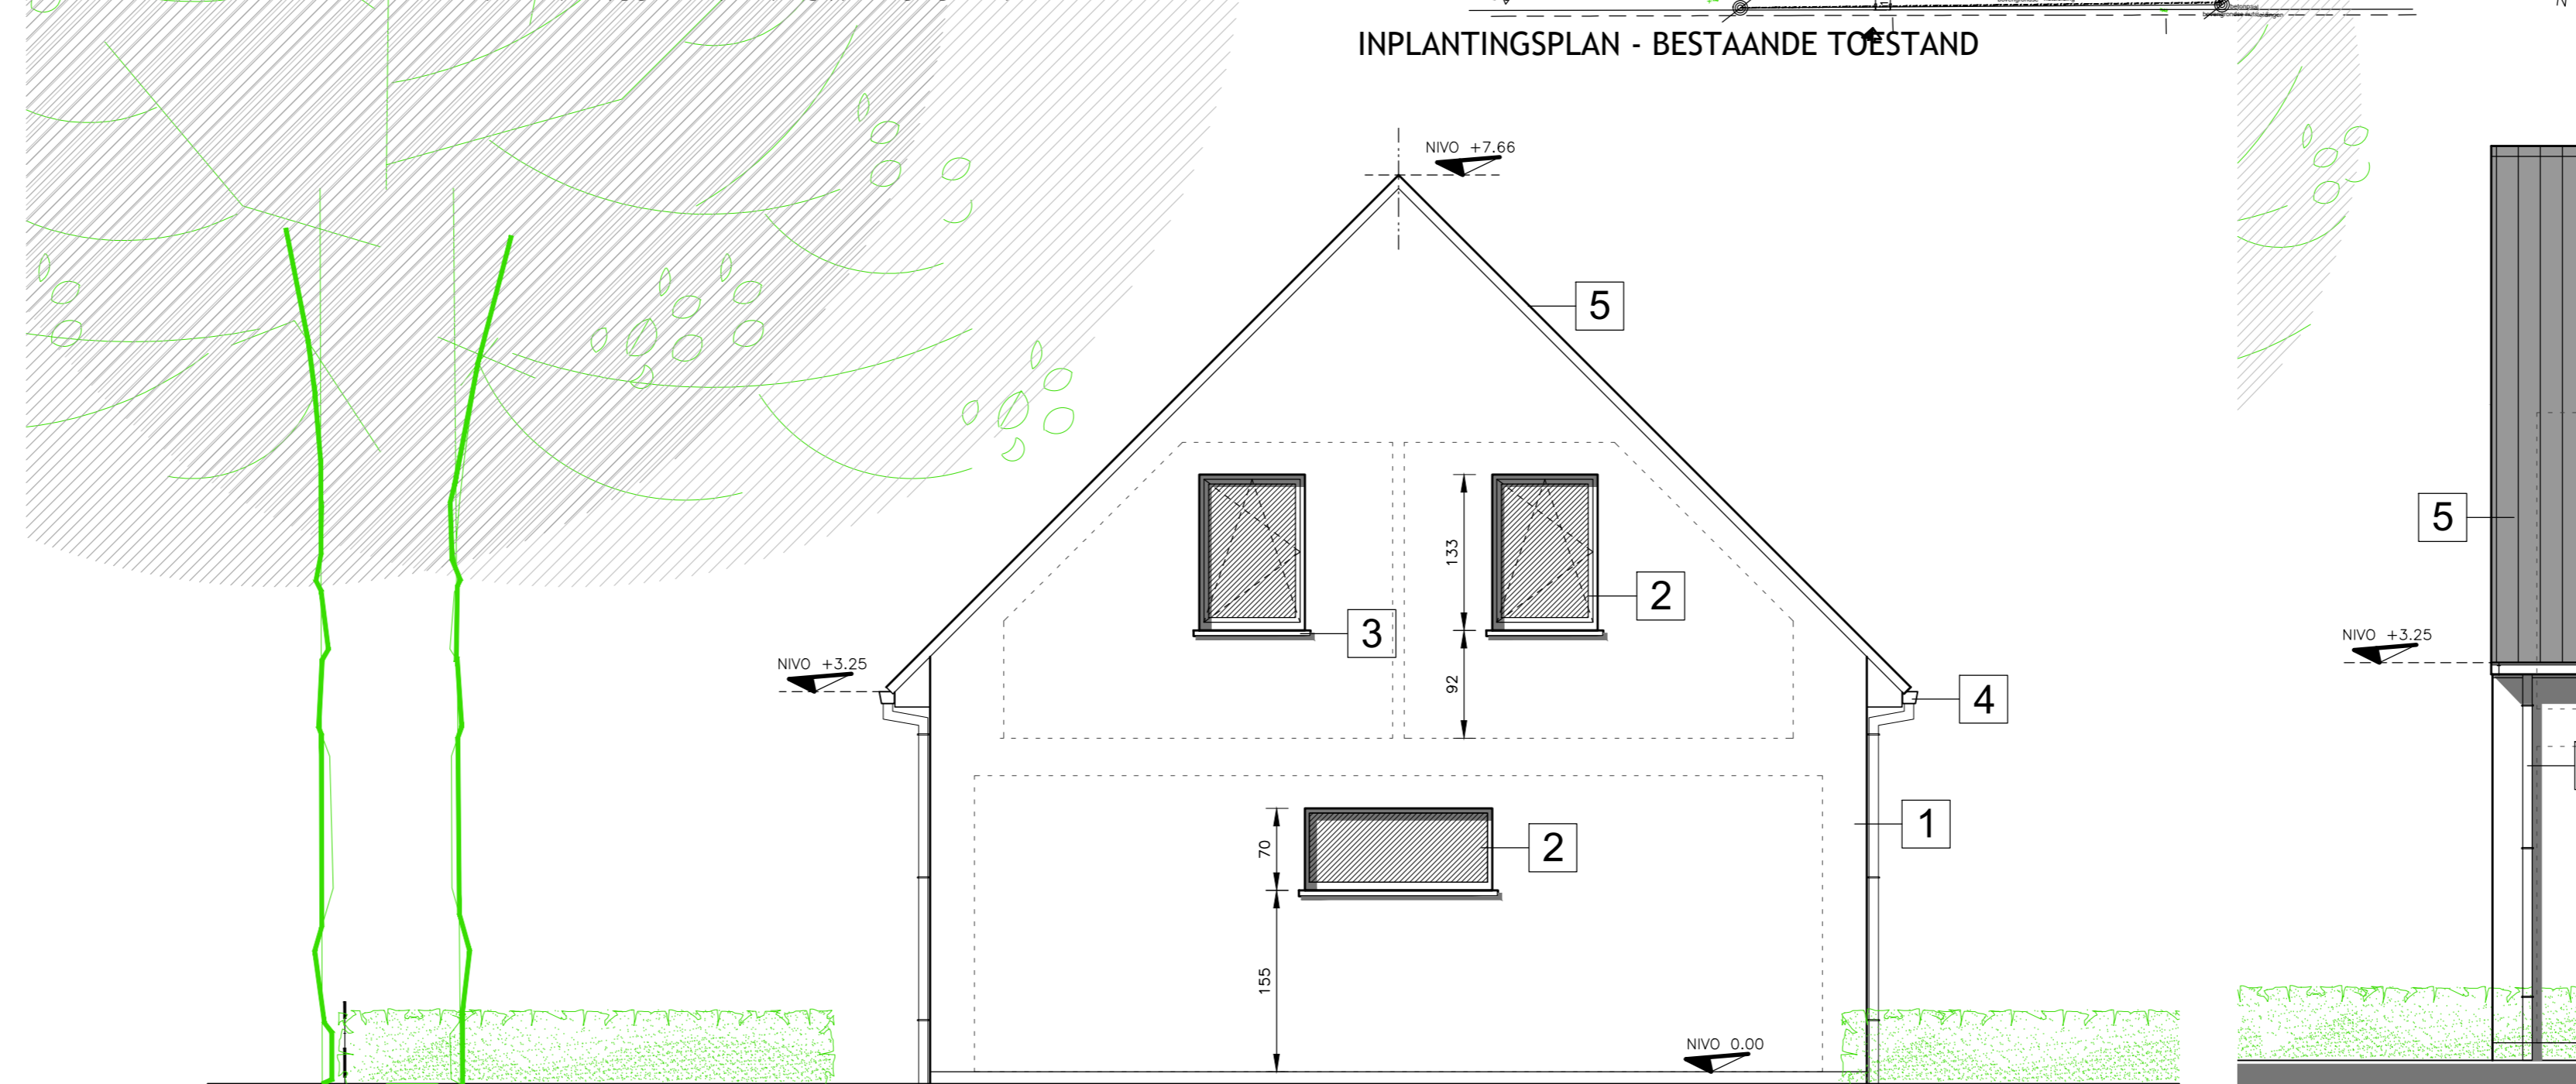 INPLANTINGSPLAN - BESTAANDE TOESTAND
NIVO +7.66
5
133
2
3
5
NIVO +3.25
92
4
NIVO +3.25
70
2
1
155
NIVO 0.00